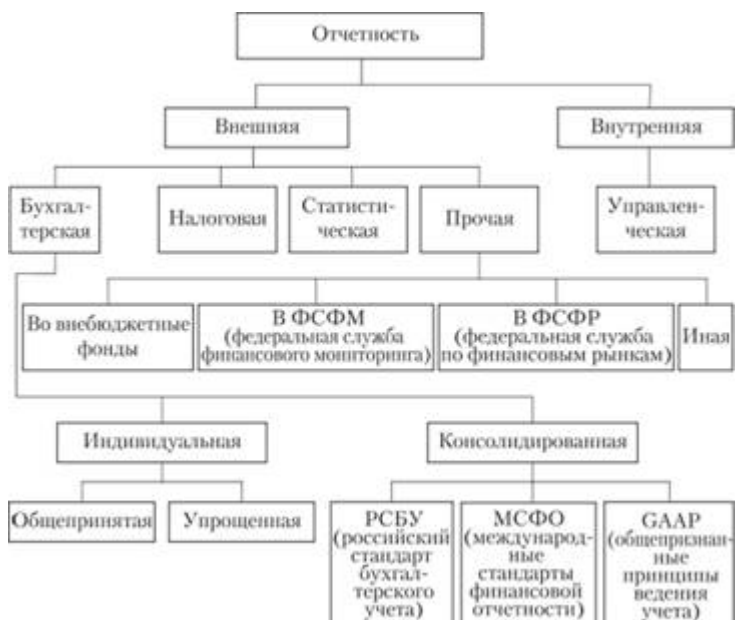 Отчетность
Внешняя
Внутренняя
Бухгал-
терская
Налоговая
Статисти-
ческая
Прочая
Управлен-
ческая
Во внебюджетные
фонды
В ФСФМ
(федеральная служба
финансового мониторинга)
В ФСФР
(федеральная служба
по финансовым рынкам)
Иная
Индивидуальная
Консолидированная
Общепринятая
Упрощенная
РСБУ
(российский
стандарт
бухгал-
терского
учета)
МСФО
(международ-
ные
стандарты
финансовой
отчетности)
GAAP
(общепризнан-
ные
принципы
ведения
учета)